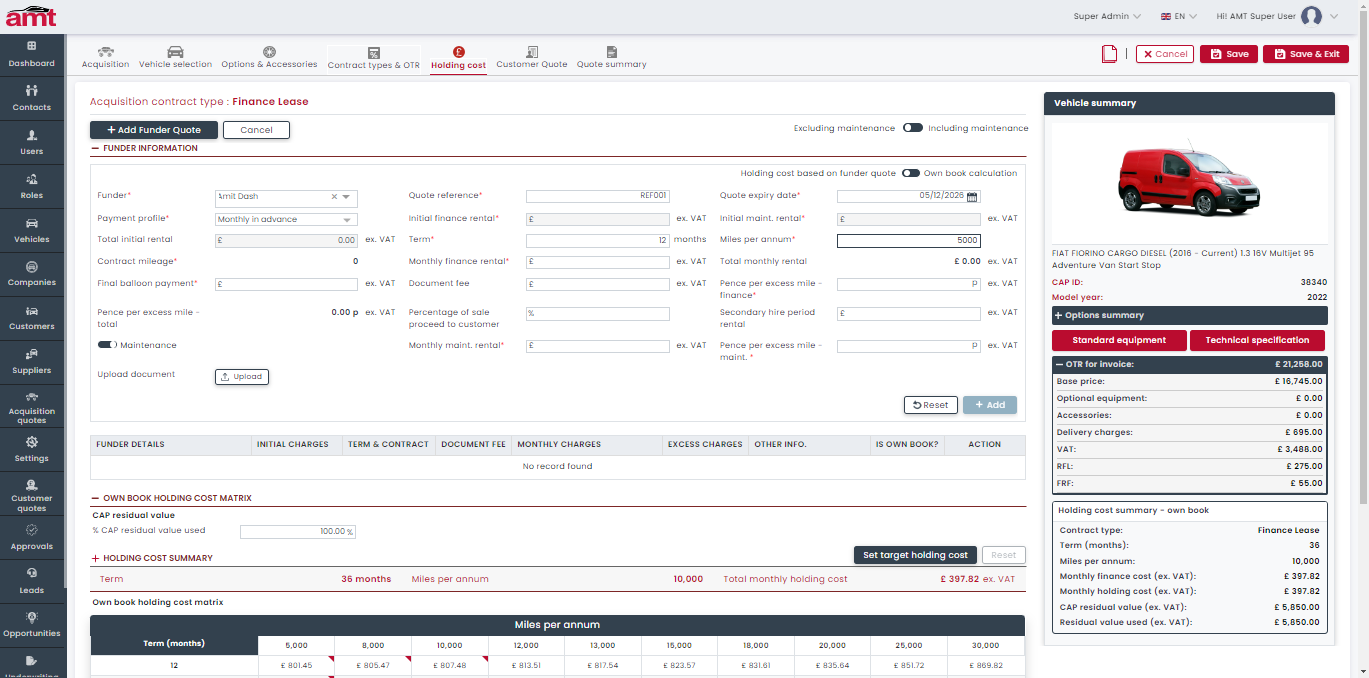 amt
Super Admin EN Hi! AMT Super User
Dashboard
Contacts
Users
Roles
Vehicles
Companies
Customers
Suppliers
Acquisition quotes
Settings
Customer quotes
Approvals
Leads
Opportunities
Acquisition Vehicle selection Options & Accessories Contract types & OTR Holding cost Customer Quote Quote summary
Cancel Save Save & Exit
Acquisition contract type : Finance Lease
+ Add Funder Quote Cancel
Excluding maintenance Including maintenance
FUNDER INFORMATION
Holding cost based on funder quote Own book calculation
Funder* Amit Dash Quote reference* REF001 Quote expiry date* 05/12/2026
Payment profile* Monthly in advance Initial finance rental* £ ex. VAT Initial maint. rental* £ ex. VAT
Total initial rental £ 0.00 ex. VAT Term* 12 months Miles per annum* 5000
Contract mileage* 0 Monthly finance rental* £ ex. VAT Total monthly rental £ 0.00 ex. VAT
Final balloon payment* £ ex. VAT Document fee £ ex. VAT Pence per excess mile - finance* p ex. VAT
Pence per excess mile - total 0.00 p ex. VAT Percentage of sale proceed to customer % Secondary hire period rental £ ex. VAT
Maintenance Monthly maint. rental* £ ex. VAT Pence per excess mile - maint. * p ex. VAT
Upload document Upload
Reset + Add
FUNDER DETAILS INITIAL CHARGES TERM & CONTRACT DOCUMENT FEE MONTHLY CHARGES EXCESS CHARGES OTHER INFO. IS OWN BOOK? ACTION
No record found
OWN BOOK HOLDING COST MATRIX
CAP residual value
% CAP residual value used 100.00 %
HOLDING COST SUMMARY Set target holding cost Reset
Term 36 months Miles per annum 10,000 Total monthly holding cost £ 397.82 ex. VAT
Own book holding cost matrix
Term (months) Miles per annum
5,000 8,000 10,000 12,000 13,000 15,000 18,000 20,000 25,000 30,000
12 £ 801.45 £ 805.47 £ 807.48 £ 813.51 £ 817.54 £ 823.57 £ 831.61 £ 835.64 £ 851.72 £ 869.82
Vehicle summary
FIAT FIORINO CARGO DIESEL (2016 - Current) 1.3 16V Multijet 95
Adventure Van Start Stop
CAP ID: 38340
Model year: 2022
+ Options summary
Standard equipment Technical specification
OTR for invoice: £ 21,258.00
Base price: £ 16,745.00
Optional equipment: £ 0.00
Accessories: £ 0.00
Delivery charges: £ 695.00
VAT: £ 3,488.00
RFL: £ 275.00
FRF: £ 55.00
Holding cost summary - own book
Contract type: Finance Lease
Term (months): 36
Miles per annum: 10,000
Monthly finance cost (ex. VAT): £ 397.82
Monthly holding cost (ex. VAT): £ 397.82
CAP residual value (ex. VAT): £ 5,850.00
Residual value used (ex. VAT): £ 5,850.00